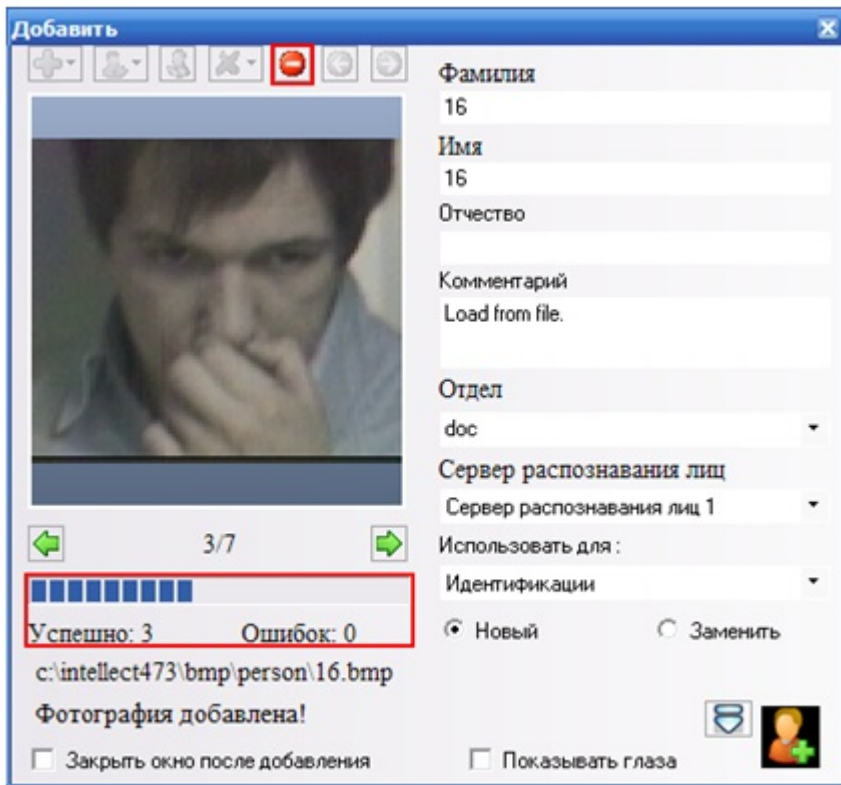 Добавить
Фамилия
16
Имя
16
Отчество
Комментарий
Load from file.
Отдел
doc
Сервер распознавания лиц
Сервер распознавания лиц 1
3/7
Использовать для :
Идентификации
Успешно: 3 Ошибок: 0
Новый Заменить
c:\intellect473\bmp\person\16.bmp
Фотография добавлена!
Закрыть окно после добавления
Показывать глаза